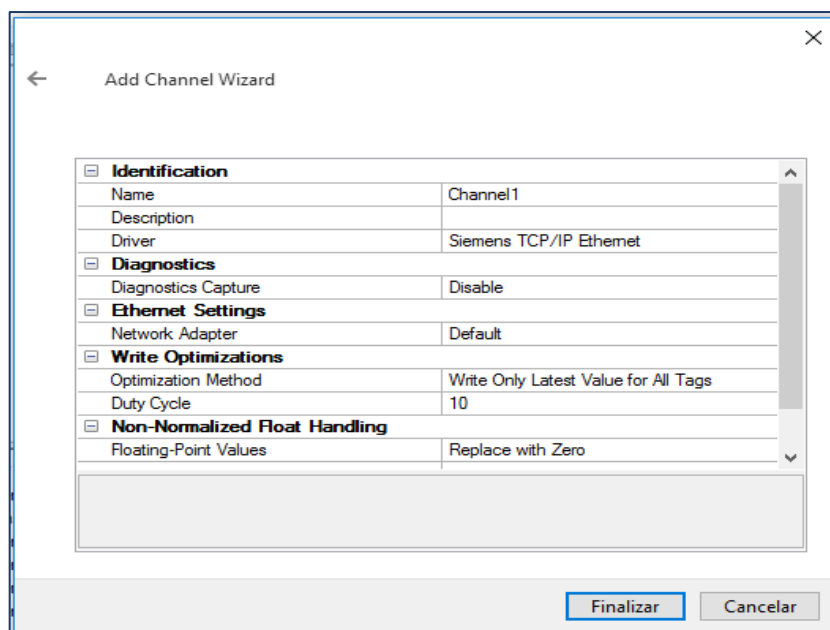 Add Channel Wizard
Identification
Name Channel1
Description
Driver Siemens TCP/IP Ethernet
Diagnostics
Diagnostics Capture Disable
Ethernet Settings
Network Adapter Default
Write Optimizations
Optimization Method Write Only Latest Value for All Tags
Duty Cycle 10
Non-Normalized Float Handling
Floating-Point Values Replace with Zero
Finalizar Cancelar